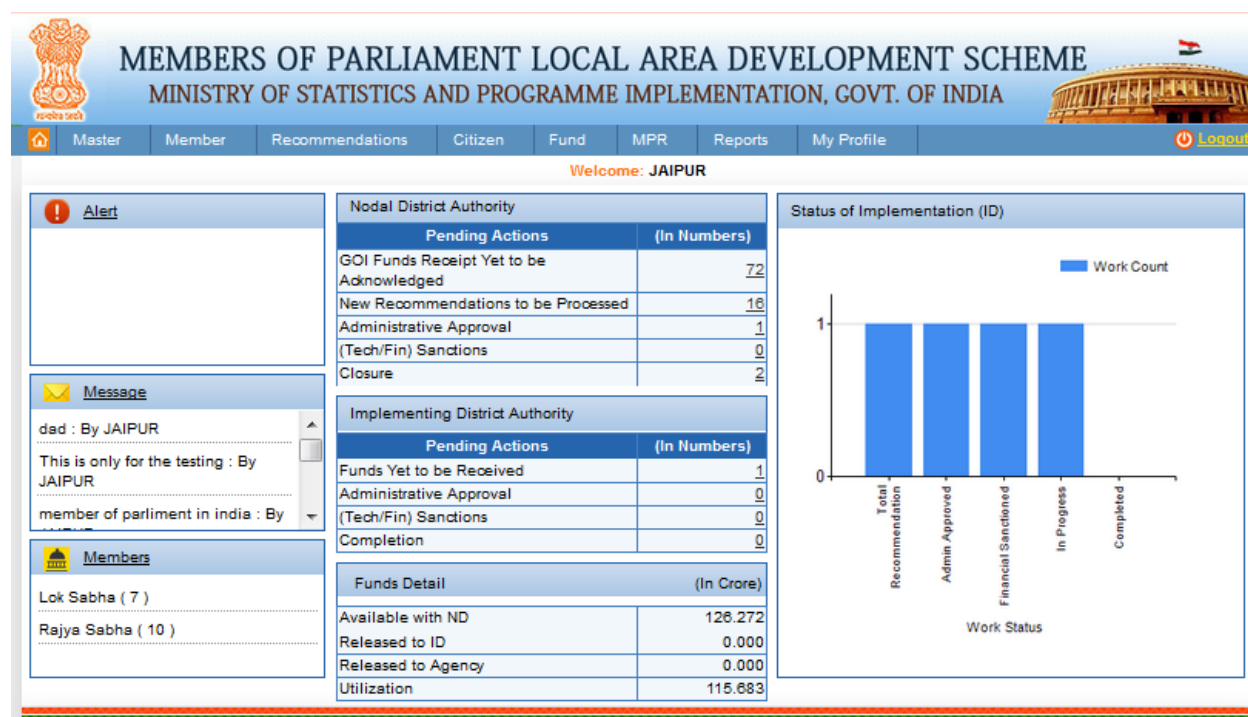 MEMBERS OF PARLIAMENT LOCAL AREA DEVELOPMENT SCHEME
MINISTRY OF STATISTICS AND PROGRAMME IMPLEMENTATION, GOVT. OF INDIA
Master Member Recommendations Citizen Fund MPR Reports My Profile Logout
Welcome: JAIPUR
Alert
Message
dad : By JAIPUR
This is only for the testing : By
JAIPUR
member of parliment in india : By
Members
Lok Sabha ( 7 )
Rajya Sabha ( 10 )
Nodal District Authority
Pending Actions (In Numbers)
GOI Funds Receipt Yet to be
Acknowledged 72
New Recommendations to be Processed 16
Administrative Approval 1
(Tech/Fin) Sanctions 0
Closure 2
Implementing District Authority
Pending Actions (In Numbers)
Funds Yet to be Received 1
Administrative Approval 0
(Tech/Fin) Sanctions 0
Completion 0
Funds Detail (In Crore)
Available with ND 126.272
Released to ID 0.000
Released to Agency 0.000
Utilization 115.683
Status of Implementation (ID)
Work Count
1
0
Total
Recommendation
Admin Approved
Financial Sanctioned
In Progress
Completed
Work Status